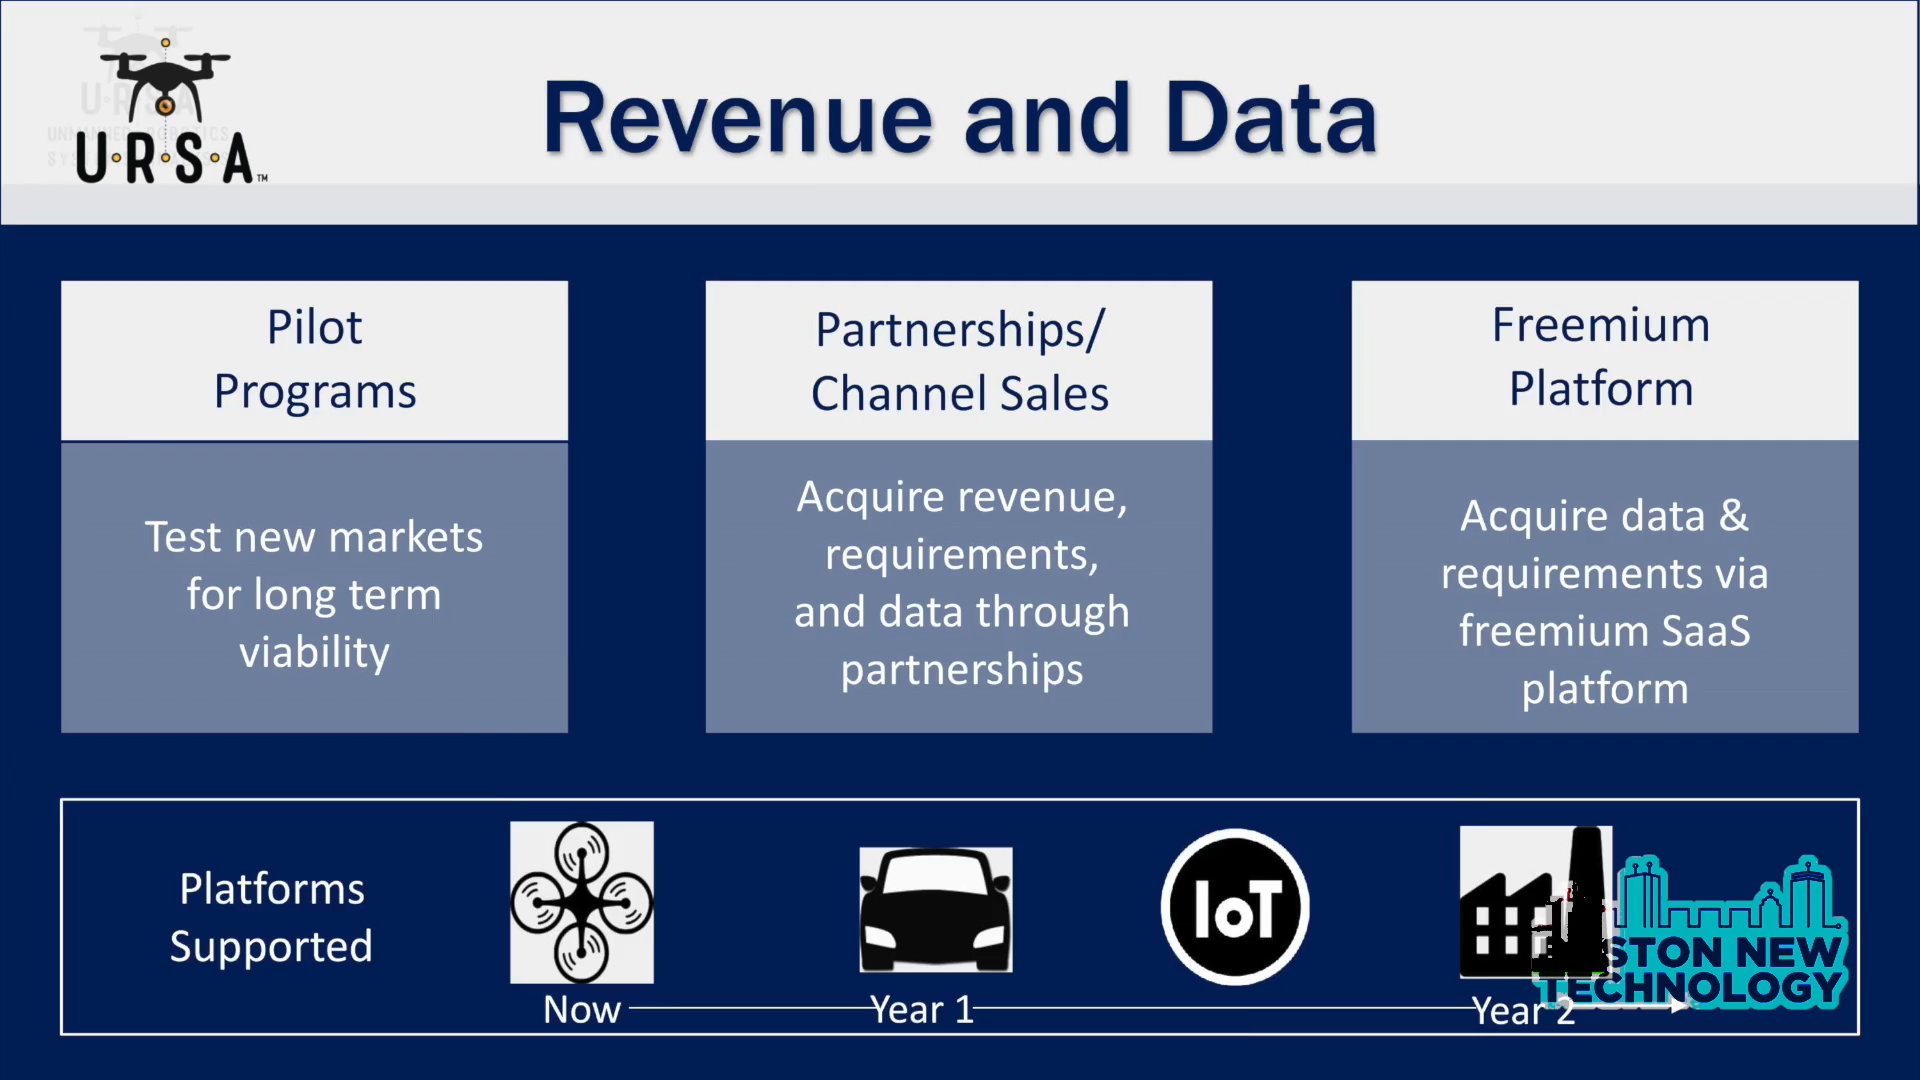 U·R·S·A™
Revenue and Data
Pilot
Programs
Partnerships/
Channel Sales
Freemium
Platform
Test new markets
for long term
viability
Acquire revenue,
requirements,
and data through
partnerships
Acquire data &
requirements via
freemium SaaS
platform
Platforms
Supported
IoT
Now
Year 1
Year 2
NEW
TECHNOLOGY